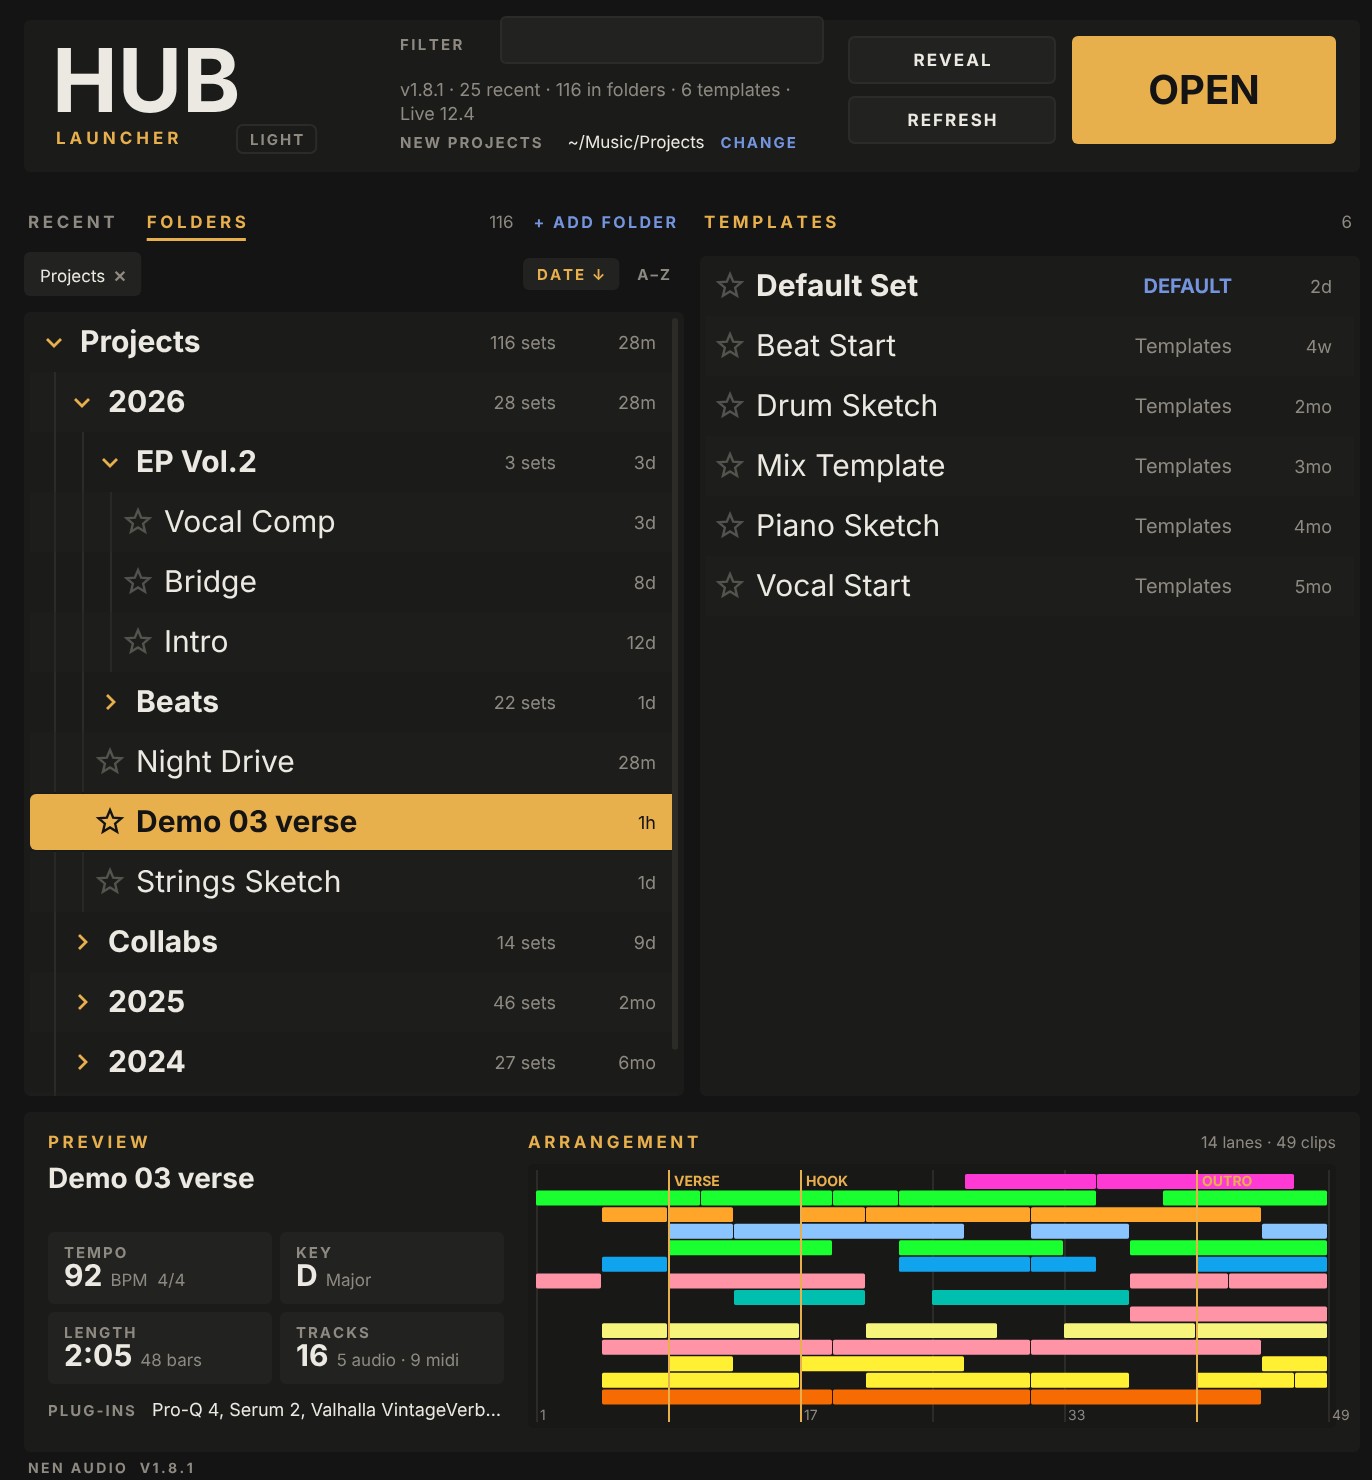 HUB
LAUNCHER
LIGHT
FILTER
v1.8.1 · 25 recent · 116 in folders · 6 templates ·
Live 12.4
NEW PROJECTS ~/Music/Projects CHANGE
REVEAL
REFRESH
OPEN
RECENT FOLDERS 116 + ADD FOLDER
Projects ×
DATE ↓ A–Z
Projects 116 sets 28m
2026 28 sets 28m
EP Vol.2 3 sets 3d
Vocal Comp 3d
Bridge 8d
Intro 12d
Beats 22 sets 1d
Night Drive 28m
Demo 03 verse 1h
Strings Sketch 1d
Collabs 14 sets 9d
2025 46 sets 2mo
2024 27 sets 6mo
TEMPLATES 6
Default Set DEFAULT 2d
Beat Start Templates 4w
Drum Sketch Templates 2mo
Mix Template Templates 3mo
Piano Sketch Templates 4mo
Vocal Start Templates 5mo
PREVIEW
Demo 03 verse
TEMPO
92 BPM 4/4
KEY
D Major
LENGTH
2:05 48 bars
TRACKS
16 5 audio · 9 midi
PLUG-INS Pro-Q 4, Serum 2, Valhalla VintageVerb...
ARRANGEMENT 14 lanes · 49 clips
VERSE HOOK OUTRO
1 17 33 49
NEN AUDIO V1.8.1